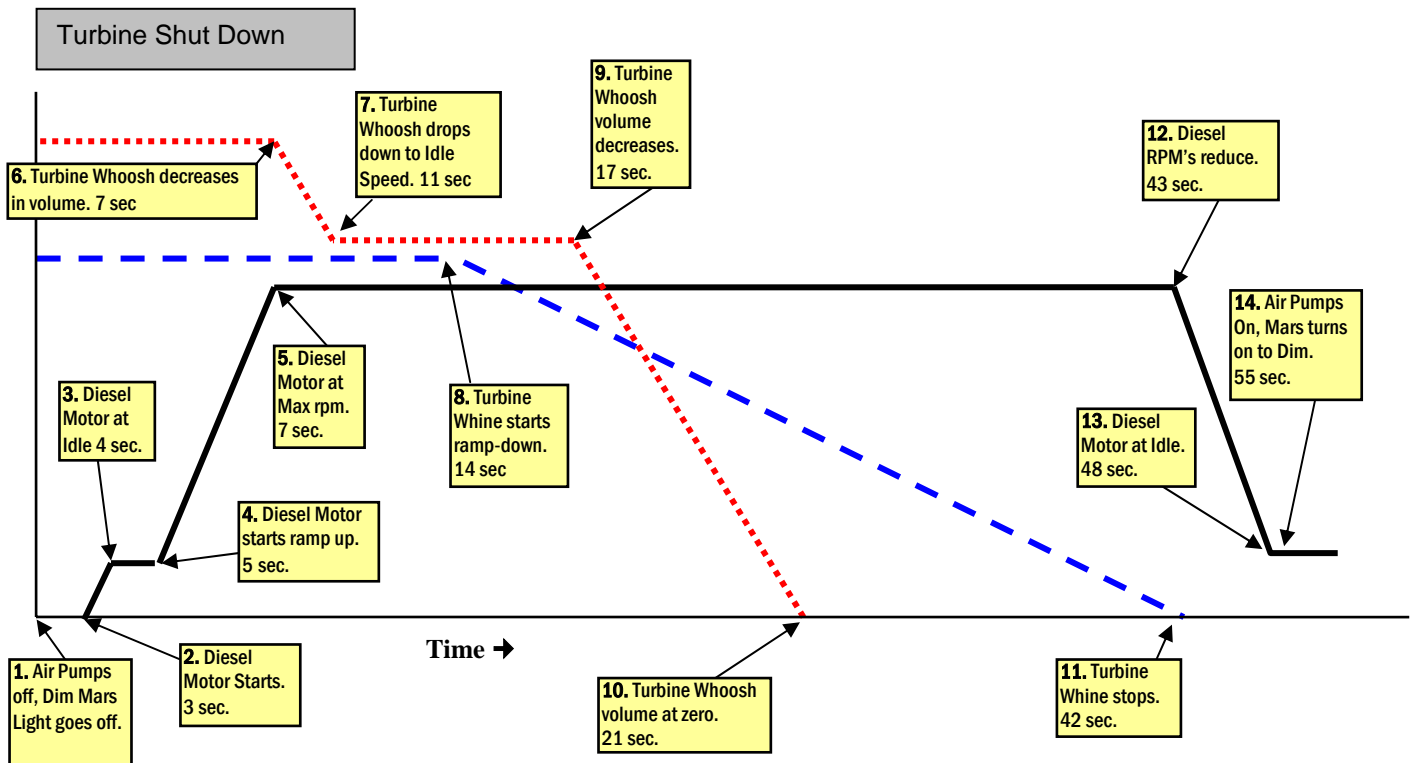 Turbine Shut Down
6. Turbine Whoosh decreases
in volume. 7 sec
7. Turbine
Whoosh drops
down to Idle
Speed. 11 sec
9. Turbine
Whoosh
volume
decreases.
17 sec.
12. Diesel
RPM's reduce.
43 sec.
3. Diesel
Motor at
Idle 4 sec.
5. Diesel
Motor at
Max rpm.
7 sec.
8. Turbine
Whine starts
ramp-down.
14 sec
14. Air Pumps
On, Mars turns
on to Dim.
55 sec.
13. Diesel
Motor at Idle.
48 sec.
4. Diesel Motor
starts ramp up.
5 sec.
Time →
1. Air Pumps
off, Dim Mars
Light goes off.
2. Diesel
Motor Starts.
3 sec.
10. Turbine Whoosh
volume at zero.
21 sec.
11. Turbine
Whine stops.
42 sec.